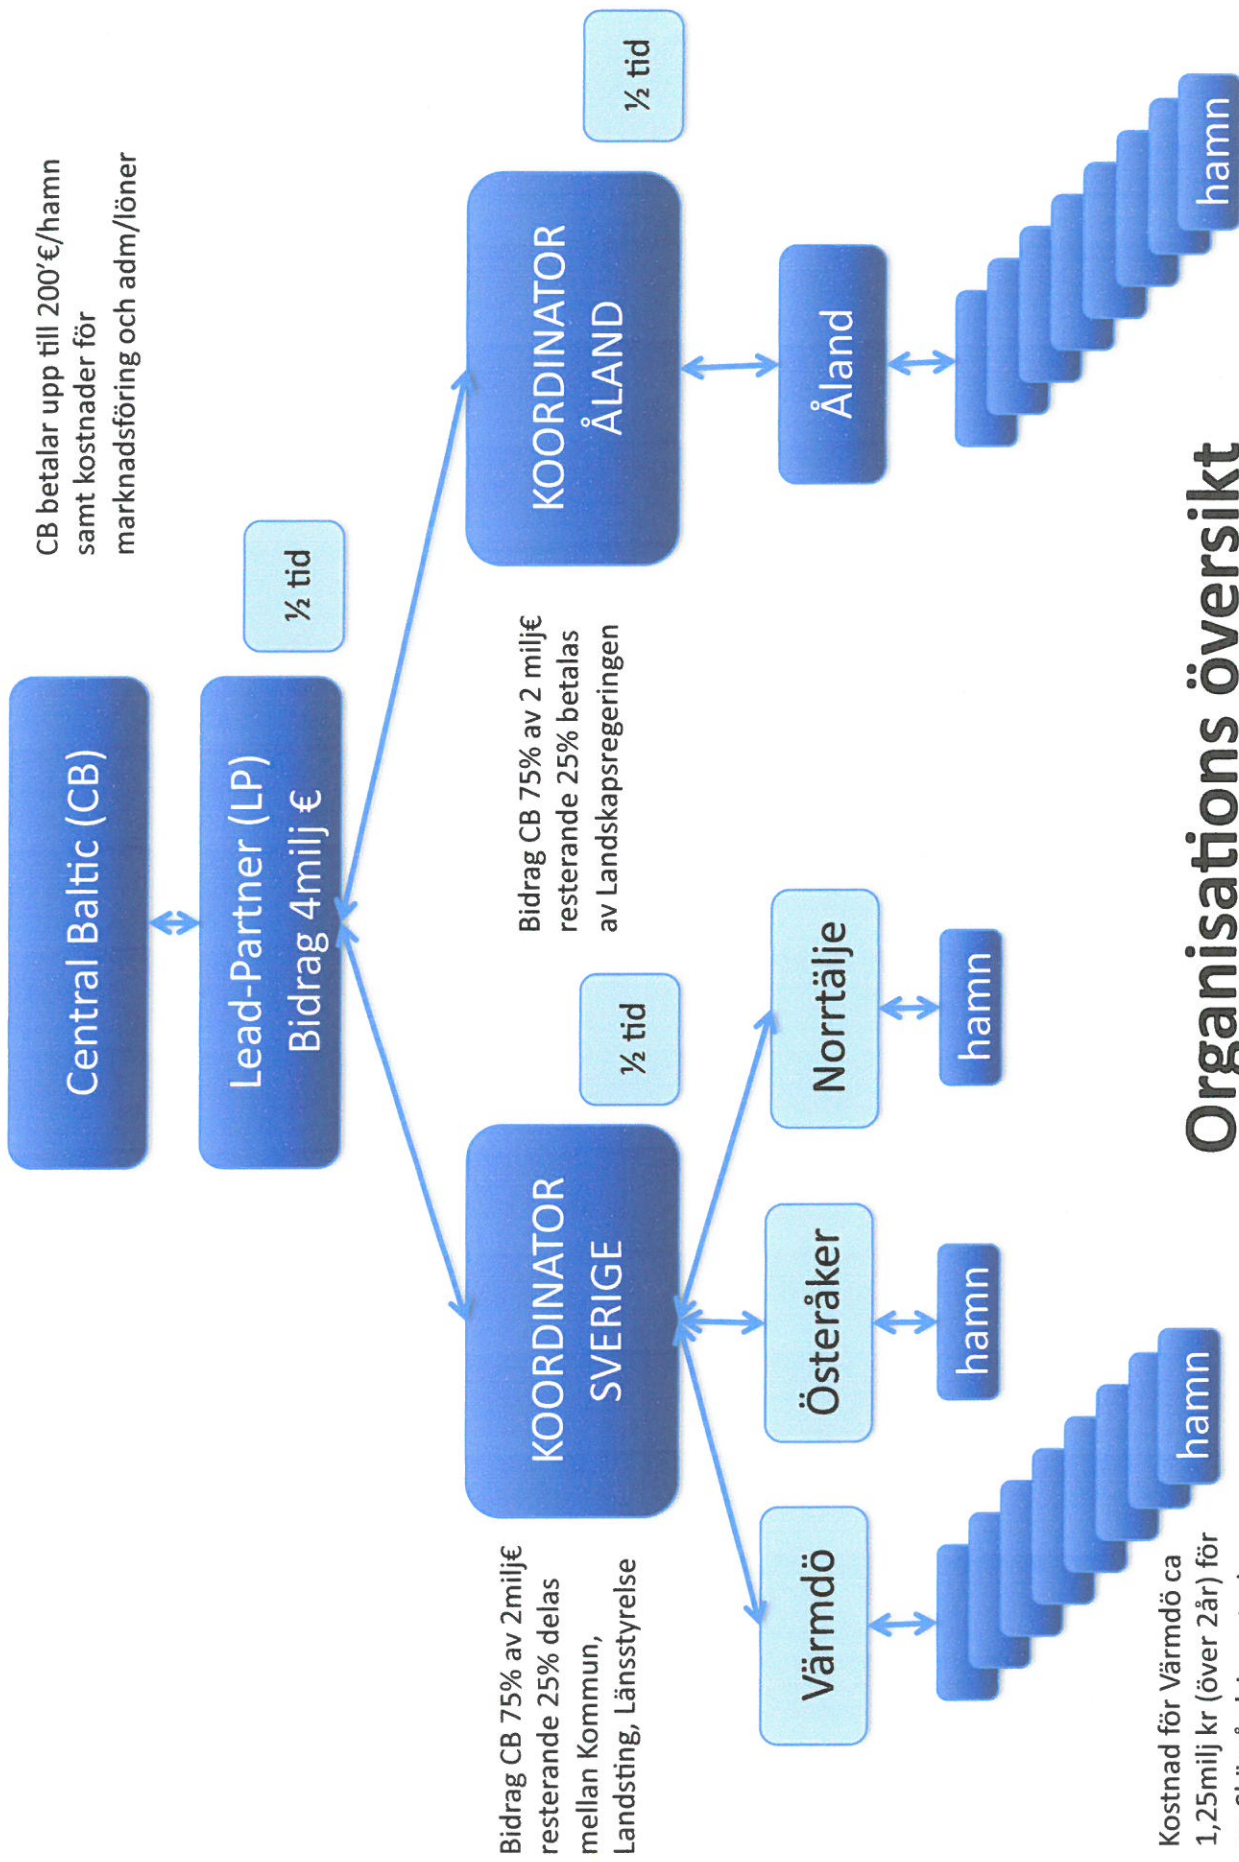 CB betalar upp till 200'€/hamn
samt kostnader för
marknadsföring och adm/löner
Central Baltic (CB)
Lead-Partner (LP)
Bidrag 4milj €
½ tid
Bidrag CB 75% av 2milj€
resterande 25% delas
mellan Kommun,
Landsting, Länsstyrelse
KOORDINATOR
SVERIGE
½ tid
Bidrag CB 75% av 2 milj€
resterande 25% betalas
av Landskapsregeringen
KOORDINATOR
ÅLAND
½ tid
Värmdö
Österåker
Norrtälje
Åland
hamn
hamn
hamn
hamn
Kostnad för Värmdö ca
1,25milj kr (över 2år) för
Organisations översikt